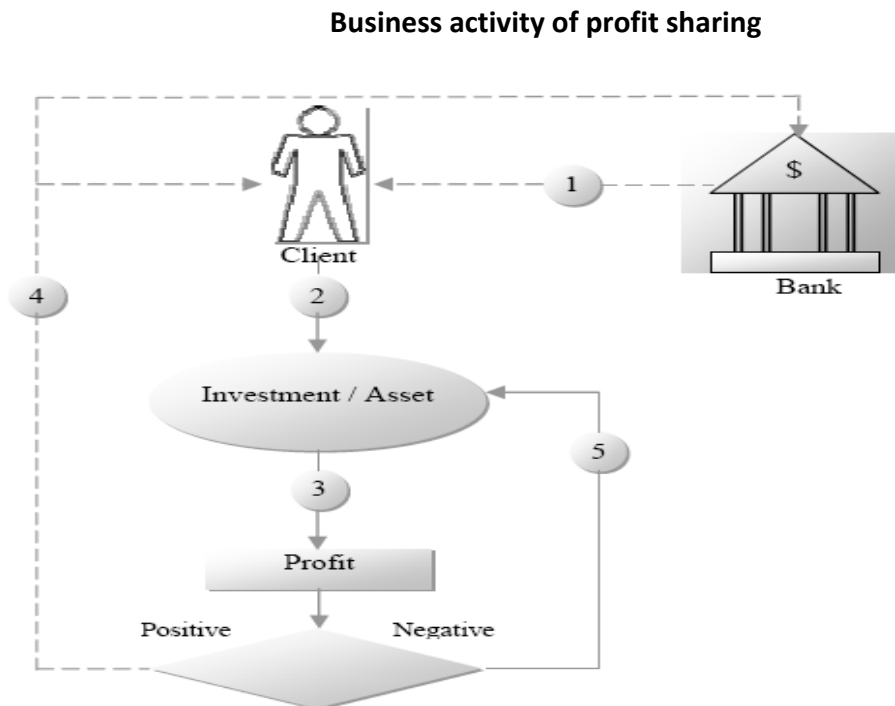 Business activity of profit sharing
$
1
Client
Bank
4
2
Investment / Asset
5
3
Profit
Positive
Negative